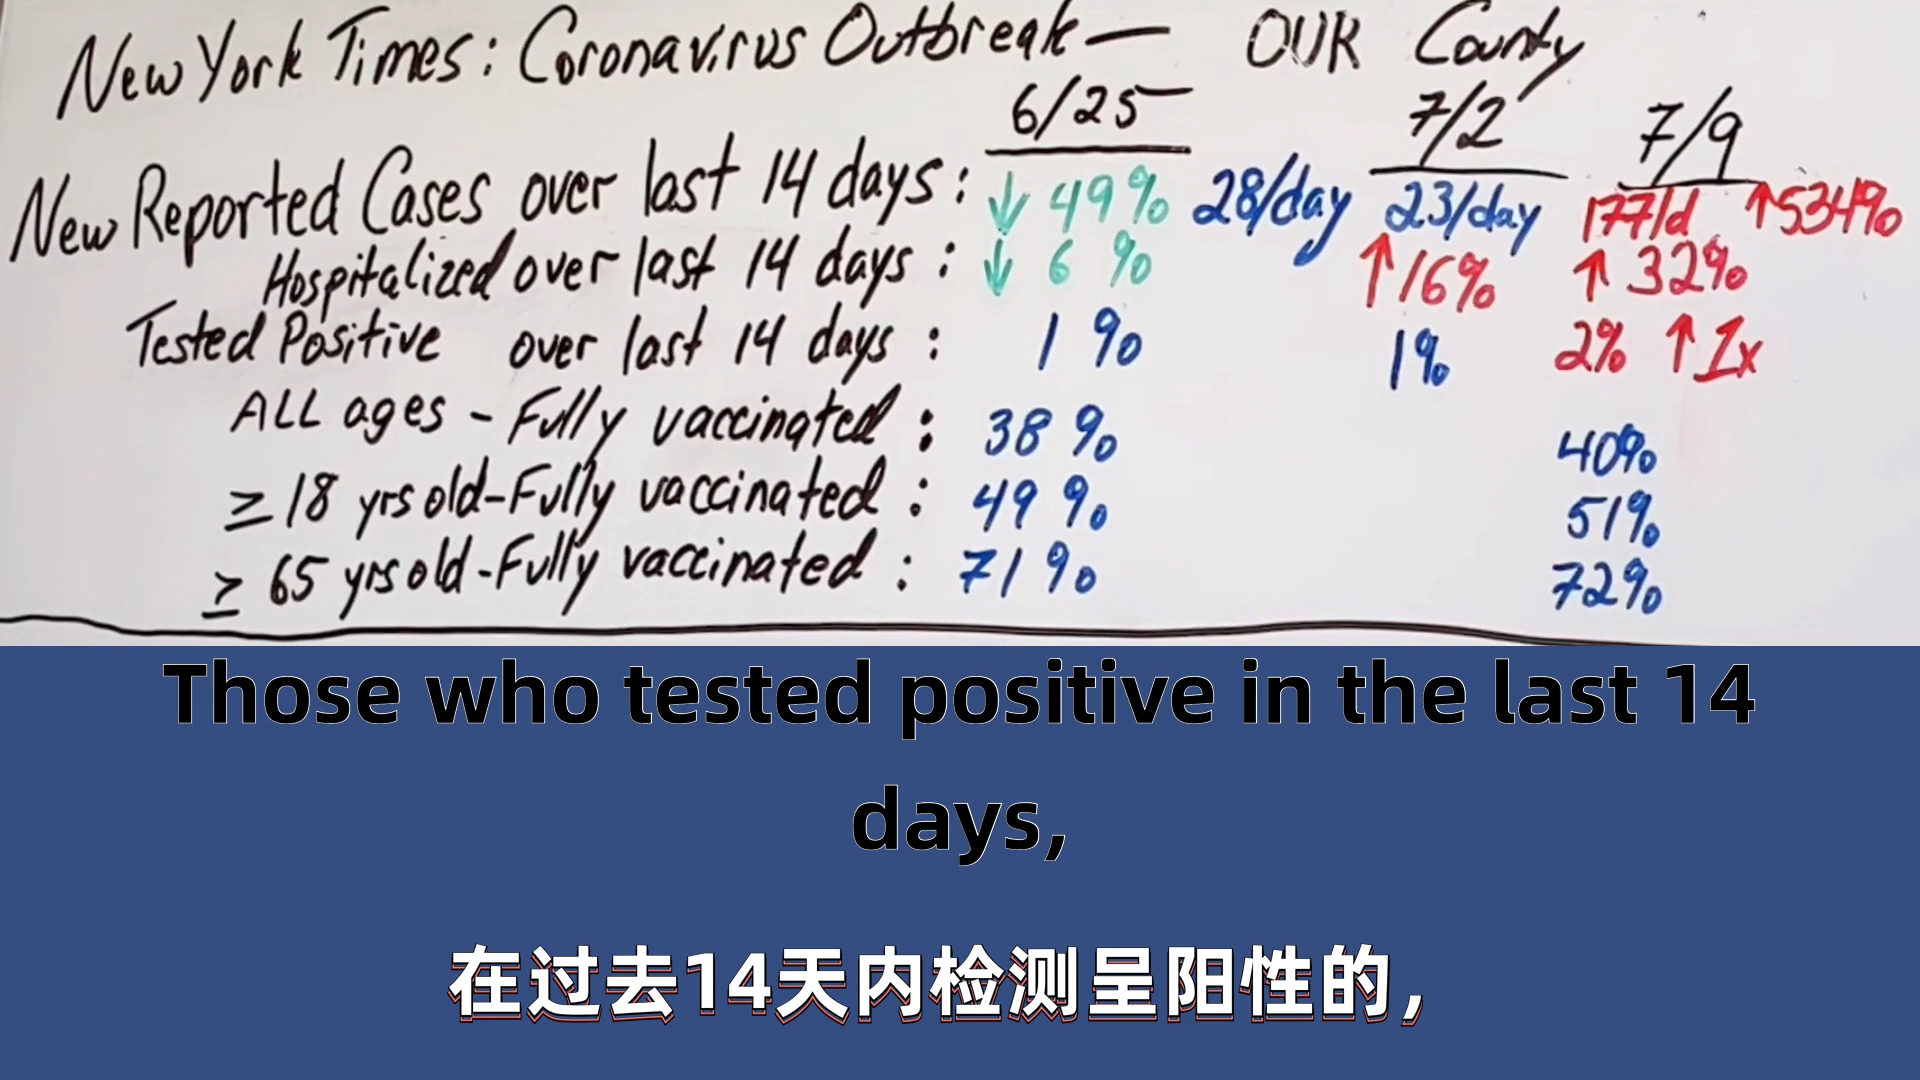 New York Times: Coronavirus Outbreak — OUR County
6/25 7/2 7/9
New Reported Cases over last 14 days: ↓ 49% 28/day 23/day 177/d ↑534%
Hospitalized over last 14 days: ↓ 6% ↑16% ↑ 32%
Tested Positive over last 14 days: 1% 1% 2% ↑1x
ALL ages - Fully vaccinated: 38% 40%
≥ 18 yrs old - Fully vaccinated: 49% 51%
≥ 65 yrs old - Fully vaccinated: 71% 72%
Those who tested positive in the last 14
days,
在过去14天内检测呈阳性的,